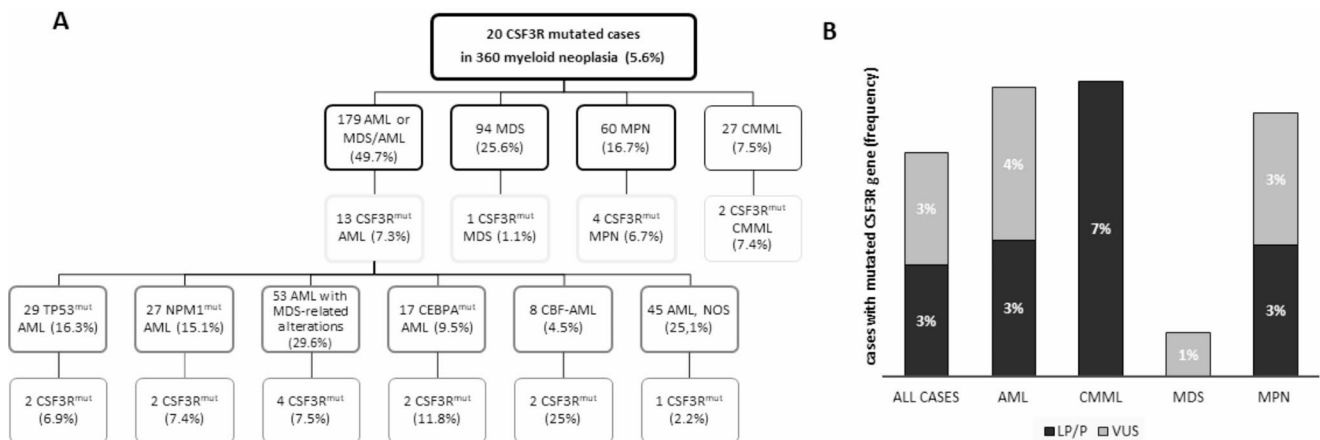 A
20 CSF3R mutated cases
in 360 myeloid neoplasia (5.6%)
179 AML or
MDS/AML
(49.7%)
94 MDS
(25.6%)
60 MPN
(16.7%)
27 CMML
(7.5%)
13 CSF3Rmut
AML (7.3%)
1 CSF3Rmut
MDS (1.1%)
4 CSF3Rmut
MPN (6.7%)
2 CSF3Rmut
CMML
(7.4%)
29 TP53mut
AML (16.3%)
27 NPM1mut
AML (15.1%)
53 AML with
MDS-related
alterations
(29.6%)
17 CEBPAmut
AML (9.5%)
8 CBF-AML
(4.5%)
45 AML, NOS
(25,1%)
2 CSF3Rmut
(6.9%)
2 CSF3Rmut
(7.4%)
4 CSF3Rmut
(7.5%)
2 CSF3Rmut
(11.8%)
2 CSF3Rmut
(25%)
1 CSF3Rmut
(2.2%)
B
cases with mutated CSF3R gene (frequency)
3%
3%
4%
3%
7%
1%
3%
3%
ALL CASES
AML
CMML
MDS
MPN
LP/P
VUS